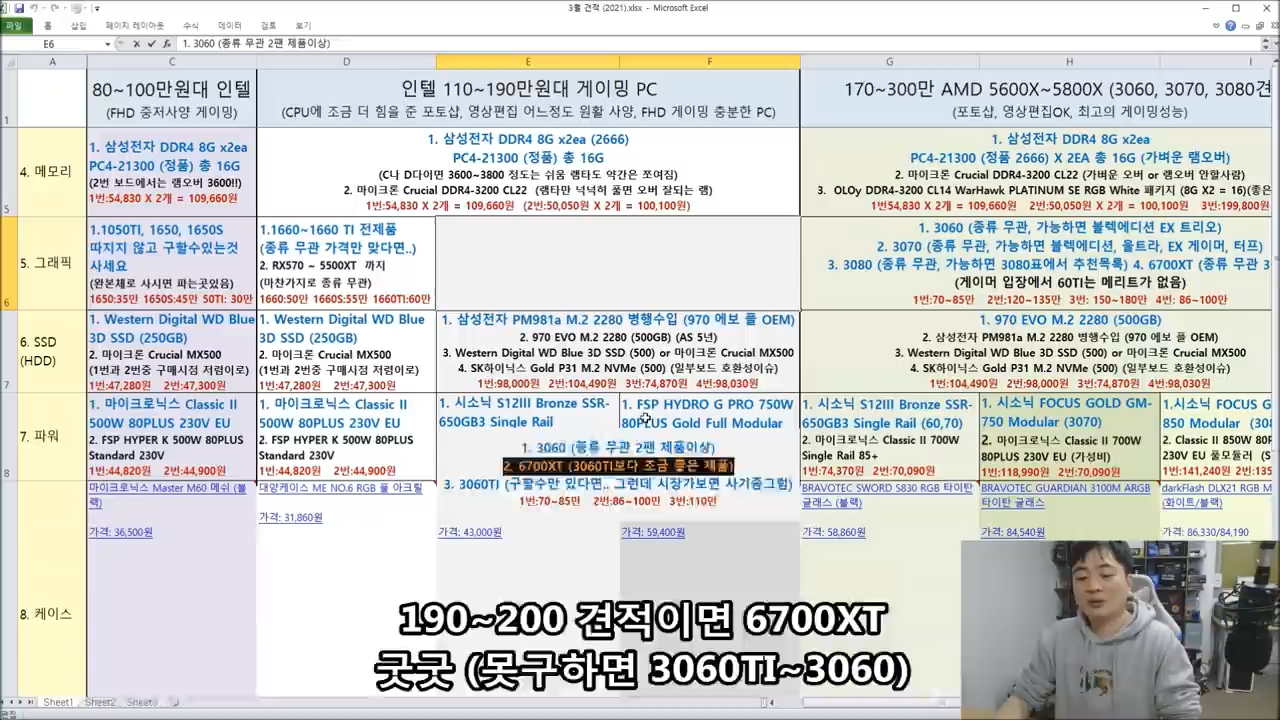 3월 견적 (2021).xlsx - Microsoft Excel
파일 홈 삽입 페이지 레이아웃 수식 데이터 검토 보기
E6
1. 3060 (종류 무관 2팬 제품이상)
A C D E F G H I
1
80~100만원대 인텔
(FHD 중저사양 게이밍)
인텔 110~190만원대 게이밍 PC
(CPU에 조금 더 힘을 준 포토샵, 영상편집 어느정도 원활 사양, FHD 게이밍 충분한 PC)
170~300만 AMD 5600X~5800X (3060, 3070, 3080견
(포토샵, 영상편집OK, 최고의 게이밍성능)
5
4. 메모리
1. 삼성전자 DDR4 8G x2ea
PC4-21300 (정품) 총 16G
(2번 보드에서는 램오버 3600!!)
1번:54,830 X 2개 = 109,660원
1. 삼성전자 DDR4 8G x2ea (2666)
PC4-21300 (정품) 총 16G
(C나 D다이면 3600~3800 정도는 쉬움 램타도 약간은 쪼여짐)
2. 마이크론 Crucial DDR4-3200 CL22 (램타만 넉넉히 풀면 오버 잘되는 램)
1번:54,830 X 2개 = 109,660원 (2번:50,050원 X 2개 = 100,100원)
1. 삼성전자 DDR4 8G x2ea
PC4-21300 (정품 2666) X 2EA 총 16G (가벼운 램오버)
2. 마이크론 Crucial DDR4-3200 CL22 (가벼운 오버 or 램오버 안할사람)
3. OLOy DDR4-3200 CL14 WarHawk PLATINUM SE RGB White 패키지 (8G X2 = 16)(좋은
1번54,830 X 2개 = 109,660원 2번:50,050원 X 2개 = 100,100원 3번:199,800원
6
5. 그래픽
1.1050TI, 1650, 1650S
따지지 않고 구할수있는것
사세요
(완본체로 사시면 파는곳있음)
1650:35만 1650S:45만 50TI: 30만
1.1660~1660 TI 전제품
(종류 무관 가격만 맞다면..)
2. RX570 ~ 5500XT 까지
(마찬가지로 종류 무관)
1660:50만 1660S:55만 1660TI:60만
1. 3060 (종류 무관, 가능하면 블랙에디션 EX 트리오)
2. 3070 (종류 무관, 가능하면 블랙에디션, 울트라, EX 게이머, 터프)
3. 3080 (종류 무관, 가능하면 3080표에서 추천목록) 4. 6700XT (종류 무관 3
(게이머 입장에서 60TI는 메리트가 없음)
1번:70~85만 2번:120~135만 3번: 150~180만 4번: 86~100만
7
6. SSD
(HDD)
1. Western Digital WD Blue
3D SSD (250GB)
2. 마이크론 Crucial MX500
(1번과 2번중 구매시점 저렴이로)
1번:47,280원 2번:47,300원
1. Western Digital WD Blue
3D SSD (250GB)
2. 마이크론 Crucial MX500
(1번과 2번중 구매시점 저렴이로)
1번:47,280원 2번:47,300원
1. 삼성전자 PM981a M.2 2280 병행수입 (970 에보 플 OEM)
2. 970 EVO M.2 2280 (500GB) (AS 5년)
3. Western Digital WD Blue 3D SSD (500) or 마이크론 Crucial MX500
4. SK하이닉스 Gold P31 M.2 NVMe (500) (일부보드 호환성이슈)
1번:98,000원 2번:104,490원 3번:74,870원 4번:98,030원
1. 970 EVO M.2 2280 (500GB)
2. 삼성전자 PM981a M.2 2280 병행수입 (970 에보 플 OEM)
3. Western Digital WD Blue 3D SSD (500) or 마이크론 Crucial MX500
4. SK하이닉스 Gold P31 M.2 NVMe (500) (일부보드 호환성이슈)
1번:104,490원 2번:98,000원 3번:74,870원 4번:98,030원
8
7. 파워
1. 마이크로닉스 Classic II
500W 80PLUS 230V EU
2. FSP HYPER K 500W 80PLUS
Standard 230V
1번:44,820원 2번:44,900원
1. 마이크로닉스 Classic II
500W 80PLUS 230V EU
2. FSP HYPER K 500W 80PLUS
Standard 230V
1번:44,820원 2번:44,900원
1. 시소닉 S12III Bronze SSR-
650GB3 Single Rail
1. FSP HYDRO G PRO 750W
80PLUS Gold Full Modular
1. 3060 (종류 무관 2팬 제품이상)
2. 6700XT (3060TI보다 조금 좋은 제품)
3. 3060TI (구할수만 있다면.. 그런데 시장가보면 사기좀그럼)
1번:70~85만 2번:86~100만 3번:110만
1. 시소닉 S12III Bronze SSR-
650GB3 Single Rail (60,70)
2. 마이크로닉스 Classic II 700W
Single Rail 85+
1번:74,370원 2번:70,090원
1. 시소닉 FOCUS GOLD GM-
750 Modular (3070)
2. 마이크로닉스 Classic II 700W
80PLUS 230V EU (가성비)
1번:118,990원 2번:70,090원
1.시소닉 FOCUS G
850 Modular (308
2. Classic II 850W 80P
230V EU 풀모듈러 (S
1번:141,240원 2번:135
8. 케이스
마이크로닉스 Master M60 메쉬 (블
랙)
가격: 36,500원
대양케이스 ME NO.6 RGB 풀 아크릴
가격: 31,860원
가격: 43,000원
가격: 59,400원
BRAVOTEC SWORD S830 RGB 타이탄
글래스 (블랙)
가격: 58,860원
BRAVOTEC GUARDIAN 3100M ARGB
타이탄 글래스
가격: 84,540원
darkFlash DLX21 RGB M
(화이트/블랙)
가격: 86,330/84,190
190~200 견적이면 6700XT
굿굿 (못구하면 3060TI~3060)
Sheet1 Sheet2 Sheet3
편집